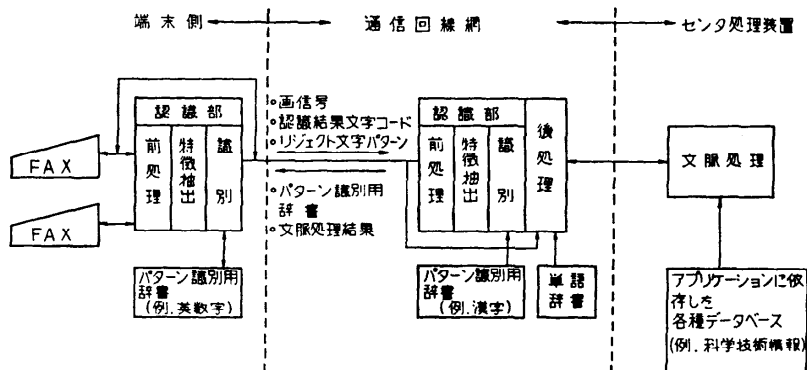 端末側
通信回線網
センタ処理装置
FAX
FAX
認識部
前処理
特徴抽出
識別
パターン識別用
辞書
(例.英数字)
◦画信号
◦認識結果文字コード
◦リジェクト文字パターン
◦パターン識別用
辞書
◦文脈処理結果
認識部
前処理
特徴抽出
識別
後処理
パターン識別用
辞書
(例.漢字)
単語
辞書
文脈処理
アプリケーションに依
存した
各種データベース
(例.科学技術情報)